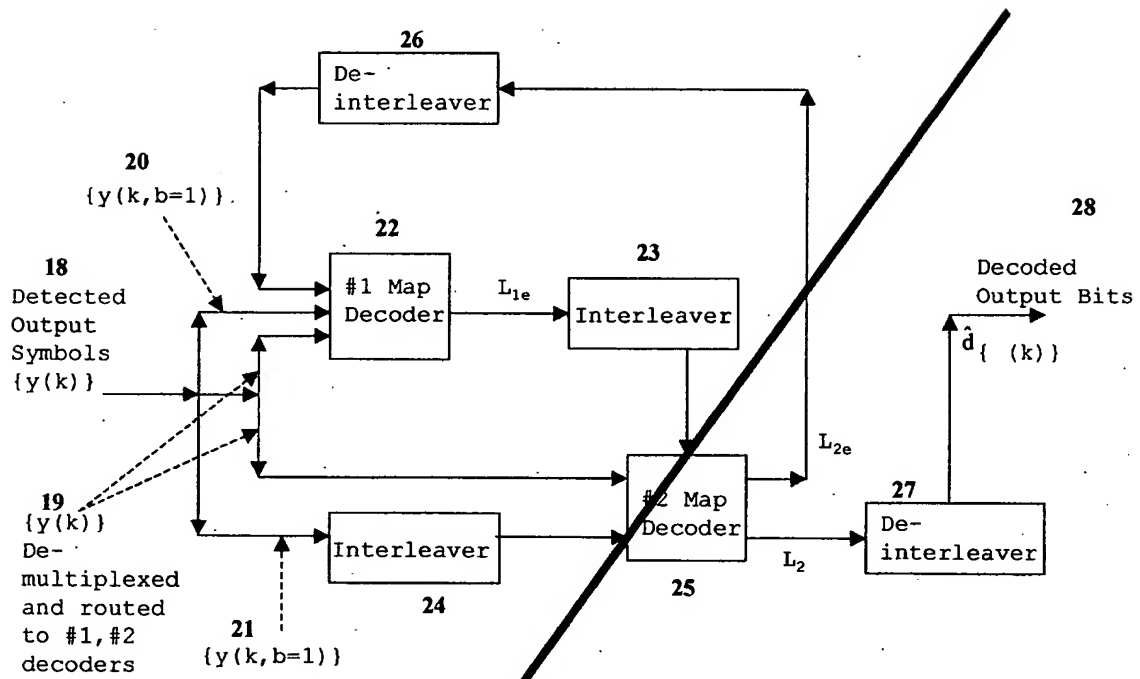 26
De-
interleaver
20
{y(k,b=1)}
28
22
23
18
Detected
Output
Symbols
{y(k)}
#1 Map
Decoder
L1e
Interleaver
Decoded
Output Bits
d̂
{ (k)}
L2e
19
{y(k)}
De-
multiplexed
and routed
to #1,#2
decoders
#2 Map
Decoder
27
De-
interleaver
Interleaver
L2
25
24
21
{y(k,b=1)}